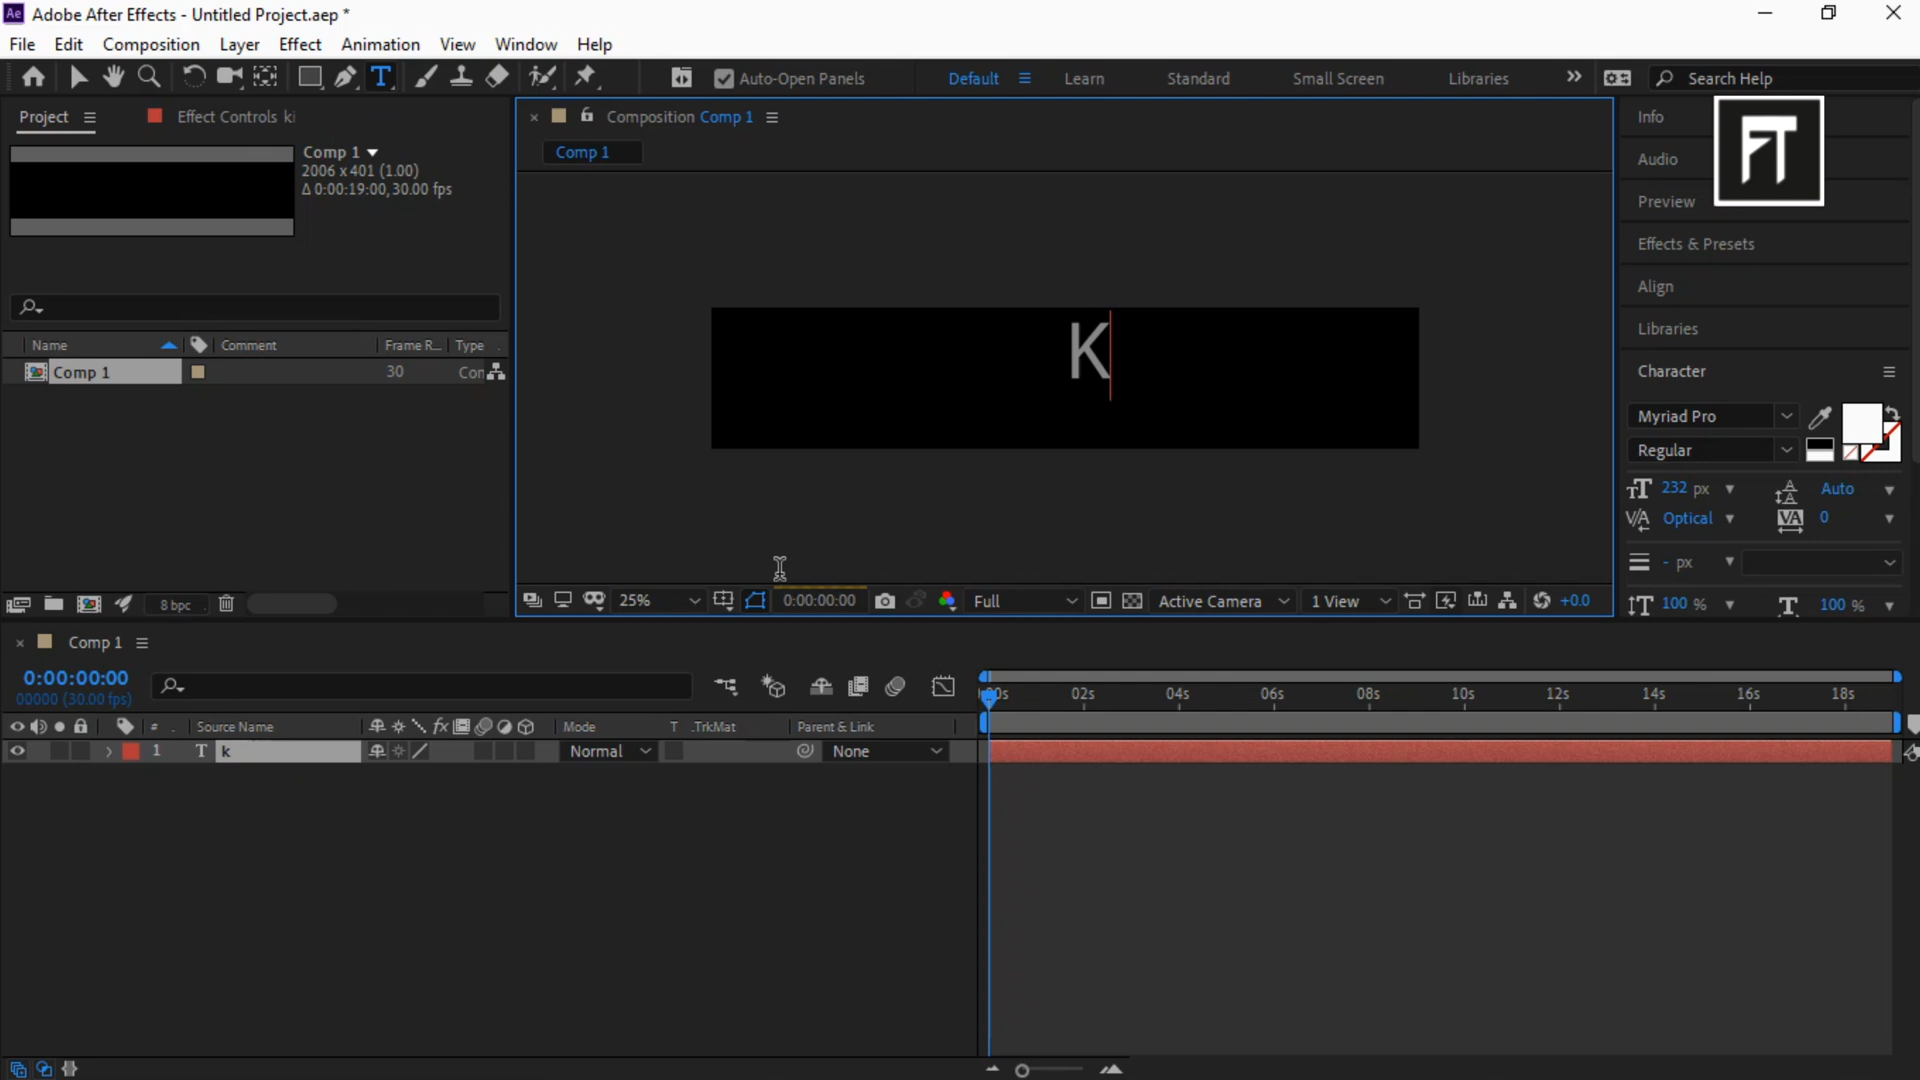 Ae Adobe After Effects - Untitled Project.aep *
File Edit Composition Layer Effect Animation View Window Help
T Auto-Open Panels Default Learn Standard Small Screen Libraries Search Help
Project Effect Controls ki
Comp 1
2006 x 401 (1.00)
Δ 0:00:19:00, 30.00 fps
Name Comment Frame R... Type
Comp 1 30 Con
8 bpc
Composition Comp 1
Comp 1
K
25% 0:00:00:00 Full Active Camera 1 View +0.0
Info
Audio
Preview
FT
Effects & Presets
Align
Libraries
Character
Myriad Pro
Regular
232 px Auto
Optical 0
- px
100 % 100 %
Comp 1
0:00:00:00
00000 (30.00 fps)
# Source Name fx Mode T .TrkMat Parent & Link
1 T k Normal None
00s 02s 04s 06s 08s 10s 12s 14s 16s 18s